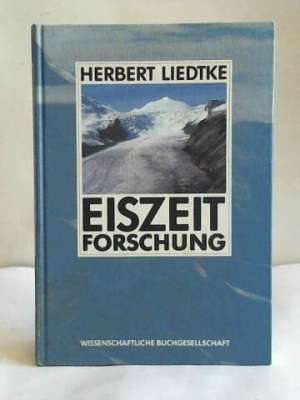 HERBERT LIEDTKE
EISZEIT
FORSCHUNG
WISSENSCHAFTLICHE BUCHGESELLSCHAFT